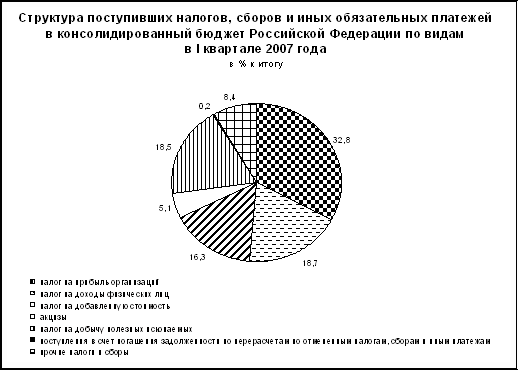 Структура поступивших налогов, сборов и иных обязательных платежей
в консолидированный бюджет Российской Федерации по видам
в I квартале 2007 года
в % к итогу
0,2
8,4
32,8
18,5
5,1
16,3
18,7
налог на прибыль организаций
налог на доходы физических лиц
налог на добавленную стоимость
акцизы
налог на добычу полезных ископаемых
поступления в счет погашения задолженности по перерасчетам по отмененным налогам, сборам и иным платежам
прочие налоги и сборы